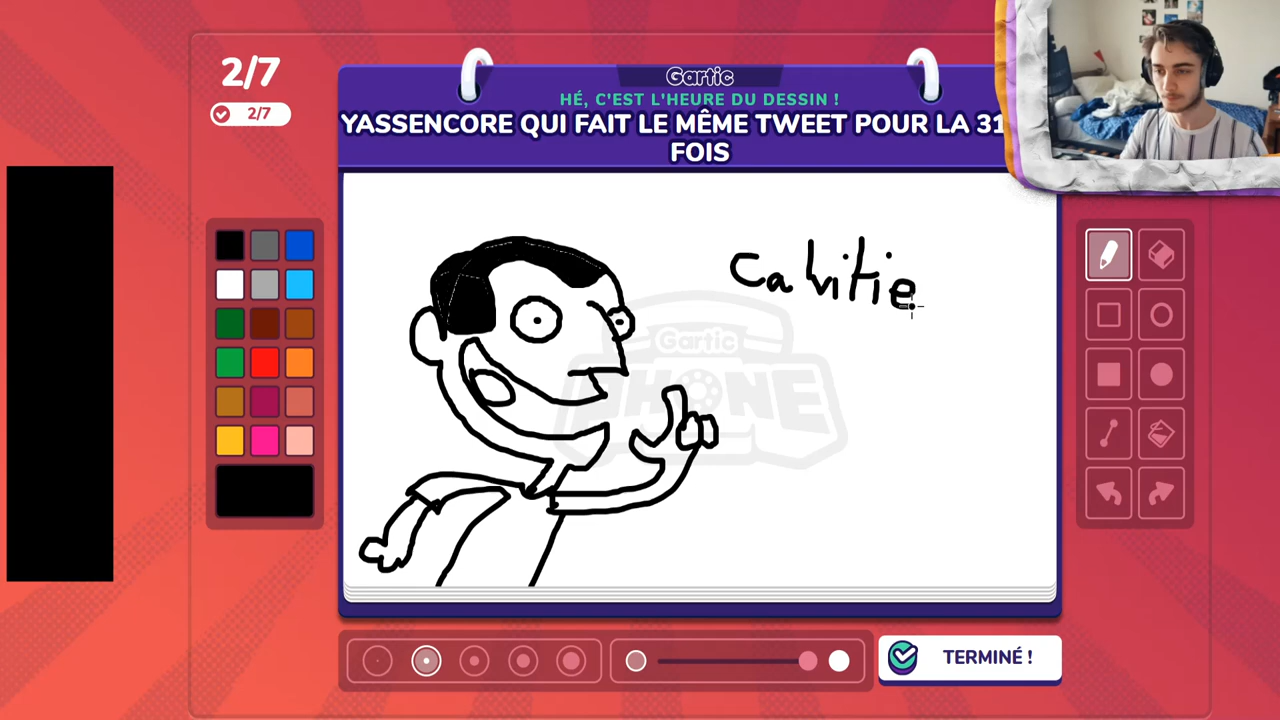 2/7
2/7
Gartic
HÉ, C'EST L'HEURE DU DESSIN !
YASSENCORE QUI FAIT LE MÊME TWEET POUR LA 31
FOIS
Calvitie
Gartic
PHONE
TERMINÉ !